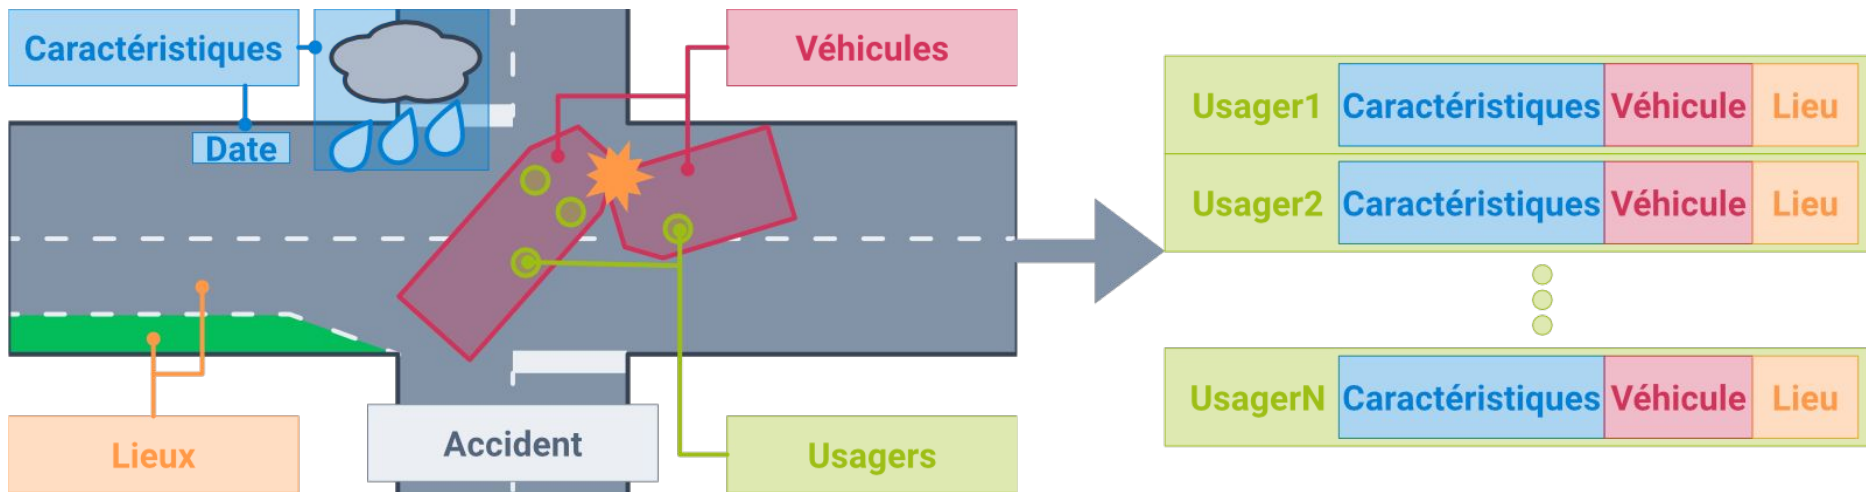 Caractéristiques
Véhicules
Date
Lieux
Accident
Usagers
Usager1 Caractéristiques Véhicule Lieu
Usager2 Caractéristiques Véhicule Lieu
UsagerN Caractéristiques Véhicule Lieu